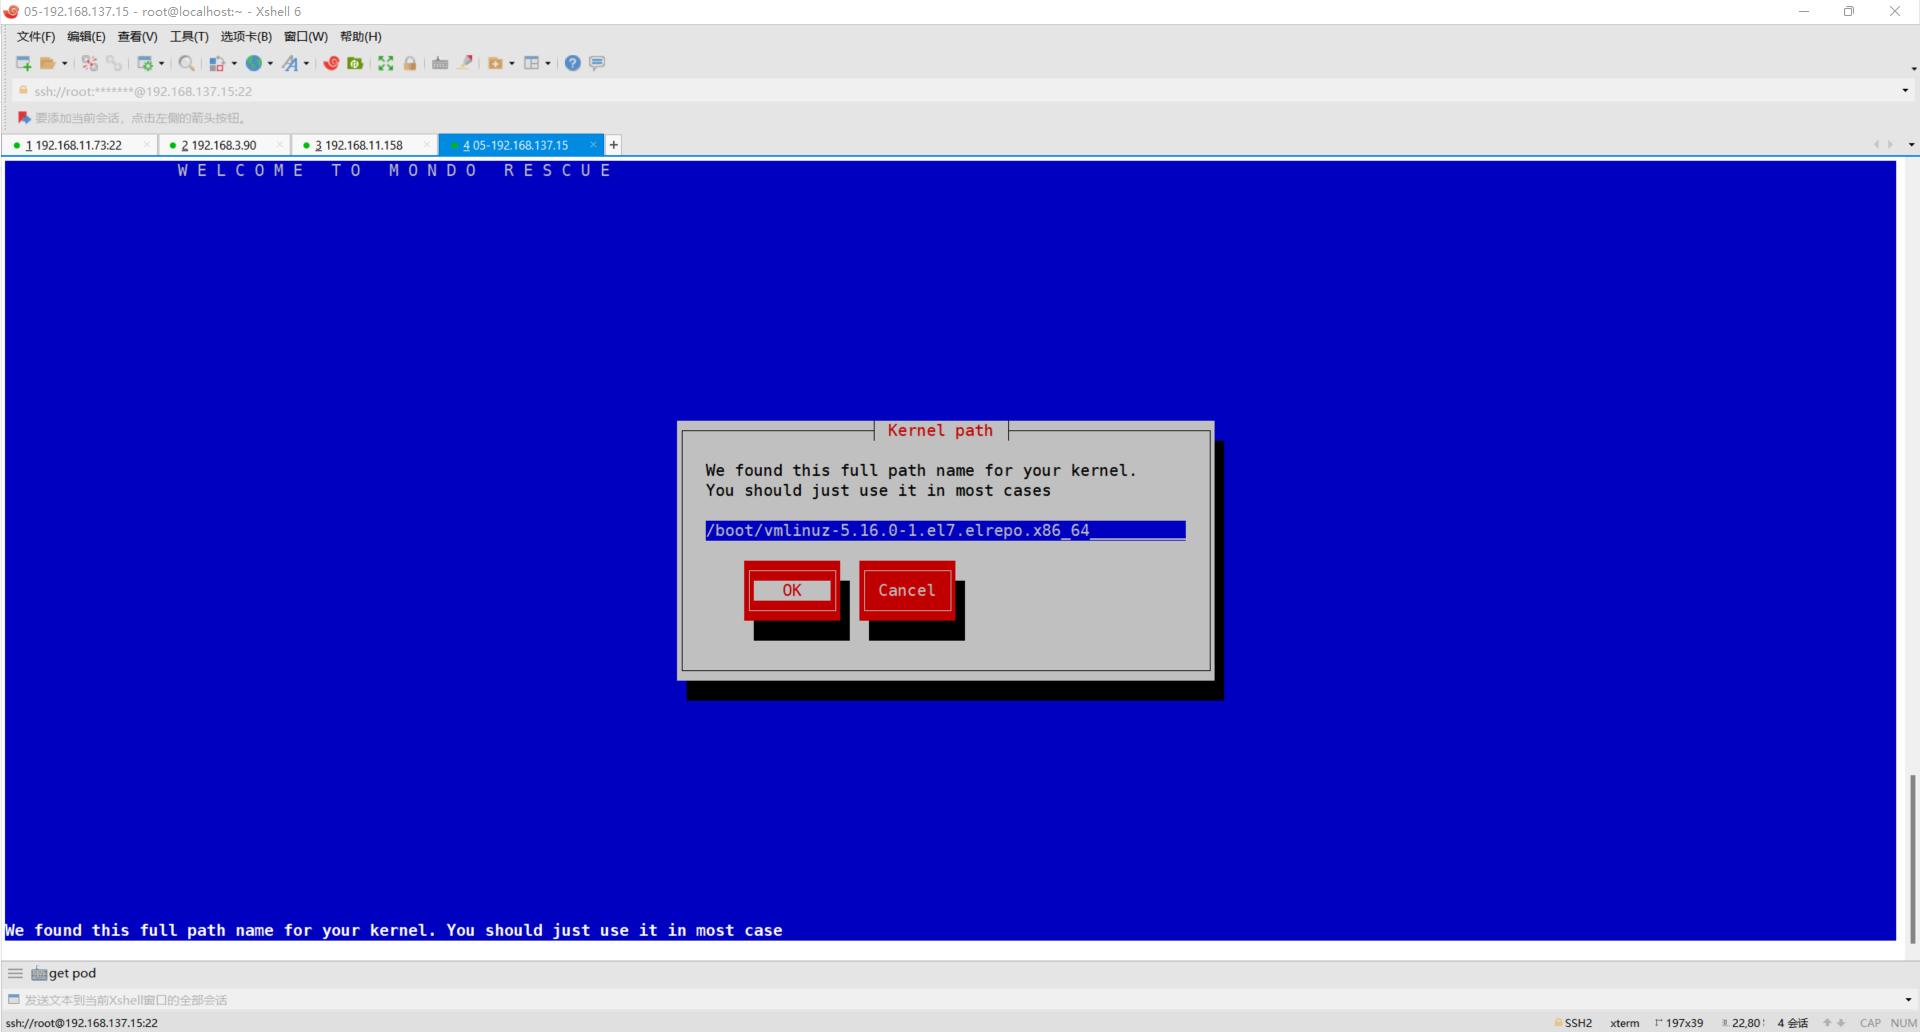 05-192.168.137.15 - root@localhost:~ - Xshell 6
文件(F) 编辑(E) 查看(V) 工具(T) 选项卡(B) 窗口(W) 帮助(H)
ssh://root:*******@192.168.137.15:22
要添加当前会话，点击左侧的箭头按钮。
1 192.168.11.73:22 2 192.168.3.90 3 192.168.11.158 4 05-192.168.137.15 +
W E L C O M E   T O   M O N D O   R E S C U E
Kernel path
We found this full path name for your kernel.
You should just use it in most cases
/boot/vmlinuz-5.16.0-1.el7.elrepo.x86_64__________
OK Cancel
We found this full path name for your kernel. You should just use it in most case
get pod
发送文本到当前Xshell窗口的全部会话
ssh://root@192.168.137.15:22 SSH2 xterm 197x39 22,80 4 会话 CAP NUM